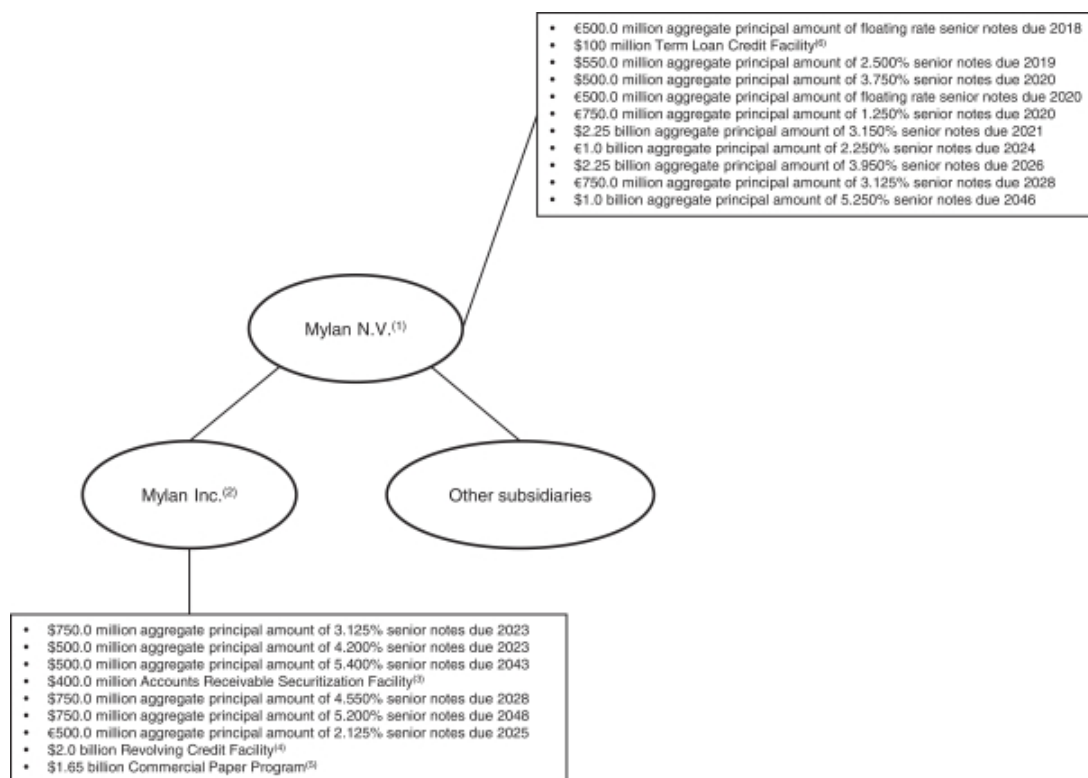 • €500.0 million aggregate principal amount of floating rate senior notes due 2018
• $100 million Term Loan Credit Facility(6)
• $550.0 million aggregate principal amount of 2.500% senior notes due 2019
• $500.0 million aggregate principal amount of 3.750% senior notes due 2020
• €500.0 million aggregate principal amount of floating rate senior notes due 2020
• €750.0 million aggregate principal amount of 1.250% senior notes due 2020
• $2.25 billion aggregate principal amount of 3.150% senior notes due 2021
• €1.0 billion aggregate principal amount of 2.250% senior notes due 2024
• $2.25 billion aggregate principal amount of 3.950% senior notes due 2026
• €750.0 million aggregate principal amount of 3.125% senior notes due 2028
• $1.0 billion aggregate principal amount of 5.250% senior notes due 2046
Mylan N.V.(1)
Mylan Inc.(2)
Other subsidiaries
• $750.0 million aggregate principal amount of 3.125% senior notes due 2023
• $500.0 million aggregate principal amount of 4.200% senior notes due 2023
• $500.0 million aggregate principal amount of 5.400% senior notes due 2043
• $400.0 million Accounts Receivable Securitization Facility(3)
• $750.0 million aggregate principal amount of 4.550% senior notes due 2028
• $750.0 million aggregate principal amount of 5.200% senior notes due 2048
• €500.0 million aggregate principal amount of 2.125% senior notes due 2025
• $2.0 billion Revolving Credit Facility(4)
• $1.65 billion Commercial Paper Program(5)